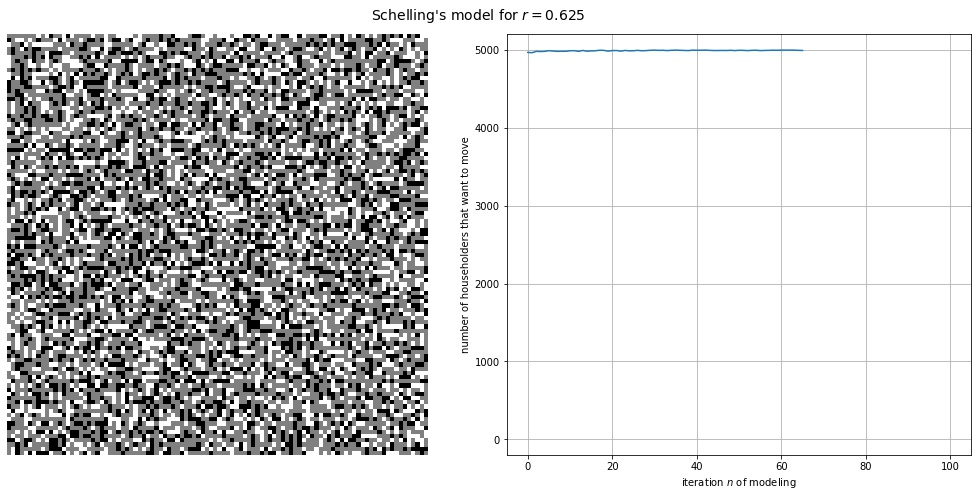 Schelling's model for r = 0.625
number of householders that want to move
5000
4000
3000
2000
1000
0
0 20 40 60 80 100
iteration n of modeling